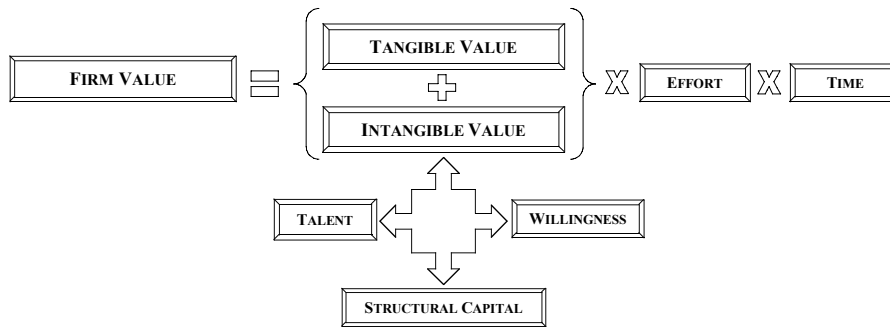 TANGIBLE VALUE
FIRM VALUE
EFFORT
TIME
INTANGIBLE VALUE
TALENT
WILLINGNESS
STRUCTURAL CAPITAL